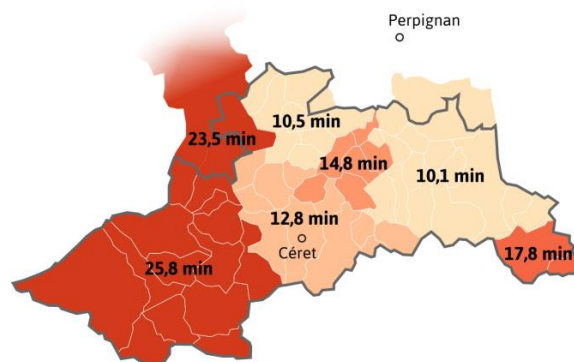 Perpignan
10,5 min
23,5 min
14,8 min
10,1 min
12,8 min
Céret
17,8 min
25,8 min